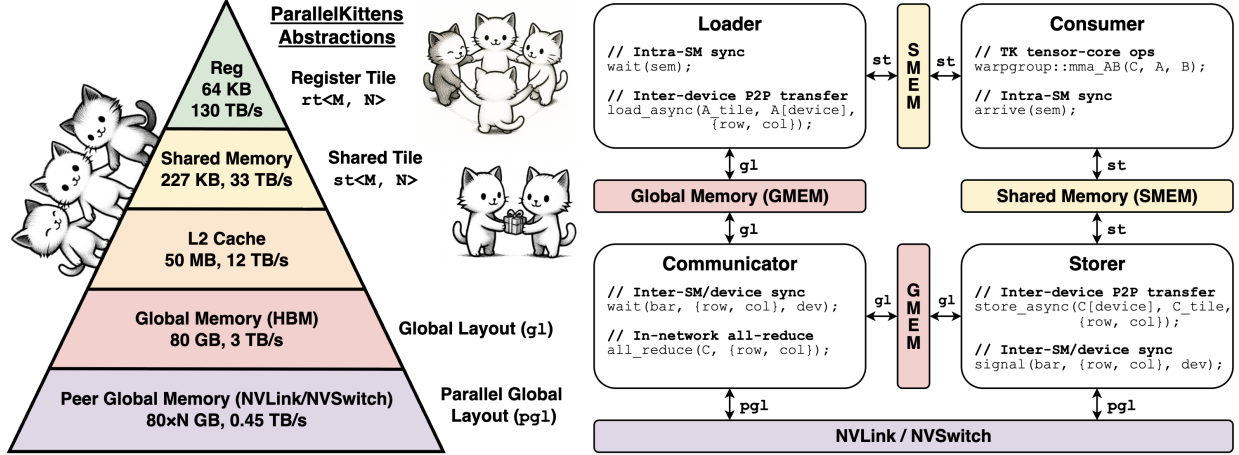 ParallelKittens
Abstractions
Reg
64 KB
130 TB/s
Register Tile
rt<M, N>
Shared Memory
227 KB, 33 TB/s
Shared Tile
st<M, N>
L2 Cache
50 MB, 12 TB/s
Global Memory (HBM)
80 GB, 3 TB/s
Global Layout (gl)
Peer Global Memory (NVLink/NVSwitch)
80×N GB, 0.45 TB/s
Parallel Global
Layout (pgl)
Loader
// Intra-SM sync
wait(sem);
// Inter-device P2P transfer
load_async(A_tile, A[device],
{row, col});
st
SMEM
st
Consumer
// TK tensor-core ops
warpgroup::mma_AB(C, A, B);
// Intra-SM sync
arrive(sem);
gl
st
Global Memory (GMEM)
Shared Memory (SMEM)
gl
st
Communicator
// Inter-SM/device sync
wait(bar, {row, col}, dev);
// In-network all-reduce
all_reduce(C, {row, col});
gl
GMEM
gl
Storer
// Inter-device P2P transfer
store_async(C[device], C_tile,
{row, col});
// Inter-SM/device sync
signal(bar, {row, col}, dev);
pgl
pgl
NVLink / NVSwitch